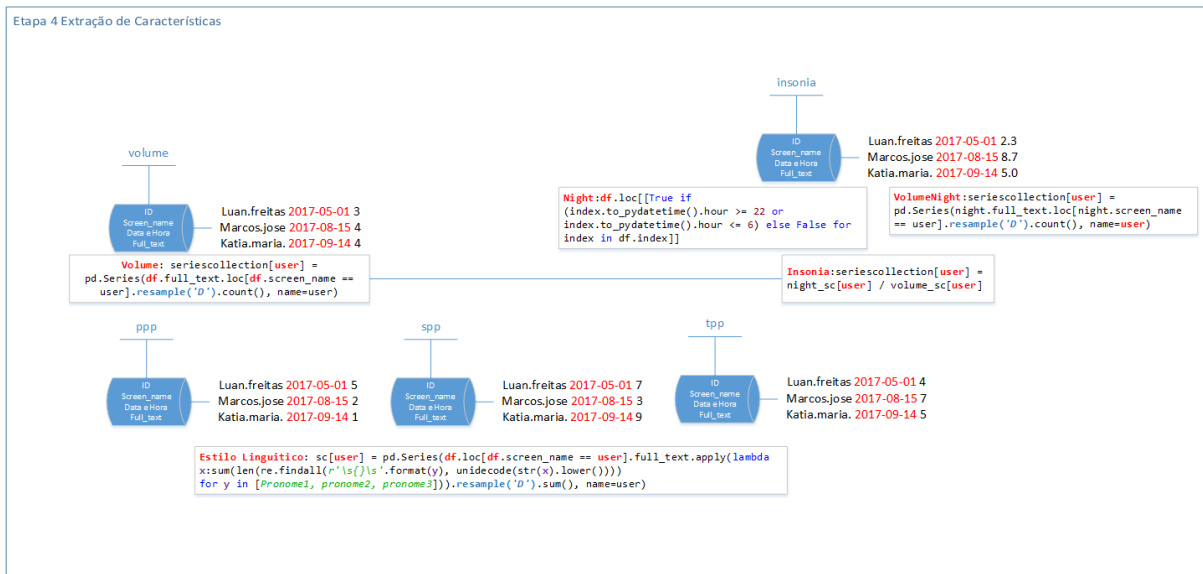 Etapa 4 Extração de Características
insonia
ID
Screen_name
Data e Hora
Full_text
Luan.freitas 2017-05-01 2.3
Marcos.jose 2017-08-15 8.7
Katia.maria. 2017-09-14 5.0
volume
ID
Screen_name
Data e Hora
Full_text
Luan.freitas 2017-05-01 3
Marcos.jose 2017-08-15 4
Katia.maria. 2017-09-14 4
Night:df.loc[[True if
(index.to_pydatetime().hour >= 22 or
index.to_pydatetime().hour <= 6) else False for
index in df.index]]
VolumeNight:seriescollection[user] =
pd.Series(night.full_text.loc[night.screen_name
== user].resample('D').count(), name=user)
Volume: seriescollection[user] =
pd.Series(df.full_text.loc[df.screen_name ==
user].resample('D').count(), name=user)
Insonia:seriescollection[user] =
night_sc[user] / volume_sc[user]
ppp
ID
Screen_name
Data e Hora
Full_text
Luan.freitas 2017-05-01 5
Marcos.jose 2017-08-15 2
Katia.maria. 2017-09-14 1
spp
ID
Screen_name
Data e Hora
Full_text
Luan.freitas 2017-05-01 7
Marcos.jose 2017-08-15 3
Katia.maria. 2017-09-14 9
tpp
ID
Screen_name
Data e Hora
Full_text
Luan.freitas 2017-05-01 4
Marcos.jose 2017-08-15 7
Katia.maria. 2017-09-14 5
Estilo Linguitico: sc[user] = pd.Series(df.loc[df.screen_name == user].full_text.apply(lambda
x:sum(len(re.findall(r'\s{}\s'.format(y), unidecode(str(x).lower())))
for y in [Pronome1, pronome2, pronome3])).resample('D').sum(), name=user)